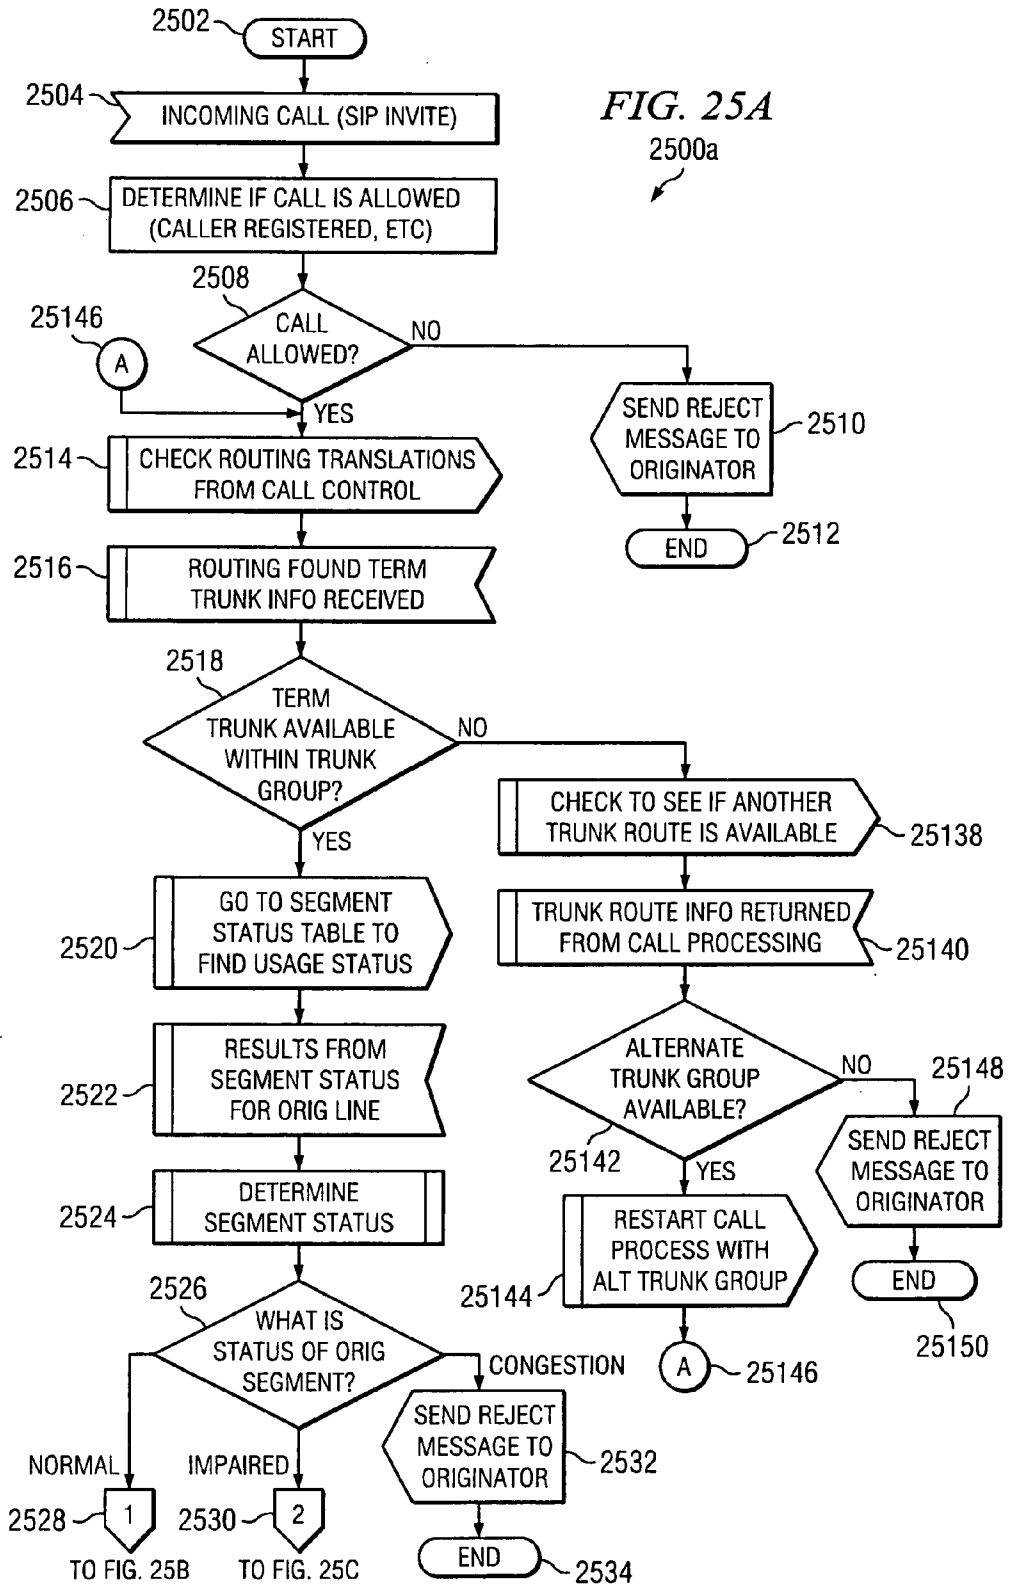 2502
START
2504
INCOMING CALL (SIP INVITE)
FIG. 25A
2500a
2506
DETERMINE IF CALL IS ALLOWED
(CALLER REGISTERED, ETC)
2508
CALL
ALLOWED?
NO
25146
A
YES
SEND REJECT
MESSAGE TO
ORIGINATOR
2510
END
2512
2514
CHECK ROUTING TRANSLATIONS
FROM CALL CONTROL
2516
ROUTING FOUND TERM
TRUNK INFO RECEIVED
2518
TERM
TRUNK AVAILABLE
WITHIN TRUNK
GROUP?
NO
YES
CHECK TO SEE IF ANOTHER
TRUNK ROUTE IS AVAILABLE
25138
2520
GO TO SEGMENT
STATUS TABLE TO
FIND USAGE STATUS
TRUNK ROUTE INFO RETURNED
FROM CALL PROCESSING
25140
2522
RESULTS FROM
SEGMENT STATUS
FOR ORIG LINE
ALTERNATE
TRUNK GROUP
AVAILABLE?
25142
NO
YES
25148
SEND REJECT
MESSAGE TO
ORIGINATOR
END
25150
2524
DETERMINE
SEGMENT STATUS
RESTART CALL
PROCESS WITH
ALT TRUNK GROUP
25144
A
25146
2526
WHAT IS
STATUS OF ORIG
SEGMENT?
CONGESTION
SEND REJECT
MESSAGE TO
ORIGINATOR
2532
END
2534
NORMAL
2528
1
TO FIG. 25B
IMPAIRED
2530
2
TO FIG. 25C